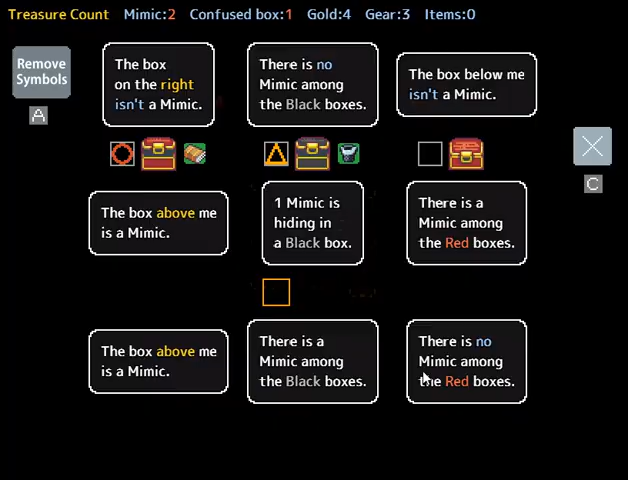 Treasure Count Mimic:2 Confused box:1 Gold:4 Gear:3 Items:0
Remove
Symbols
A
The box
on the right
isn't a Mimic.
There is no
Mimic among
the Black boxes.
The box below me
isn't a Mimic.
C
The box above me
is a Mimic.
1 Mimic is
hiding in
a Black box.
There is a
Mimic among
the Red boxes.
The box above me
is a Mimic.
There is a
Mimic among
the Black boxes.
There is no
Mimic among
the Red boxes.